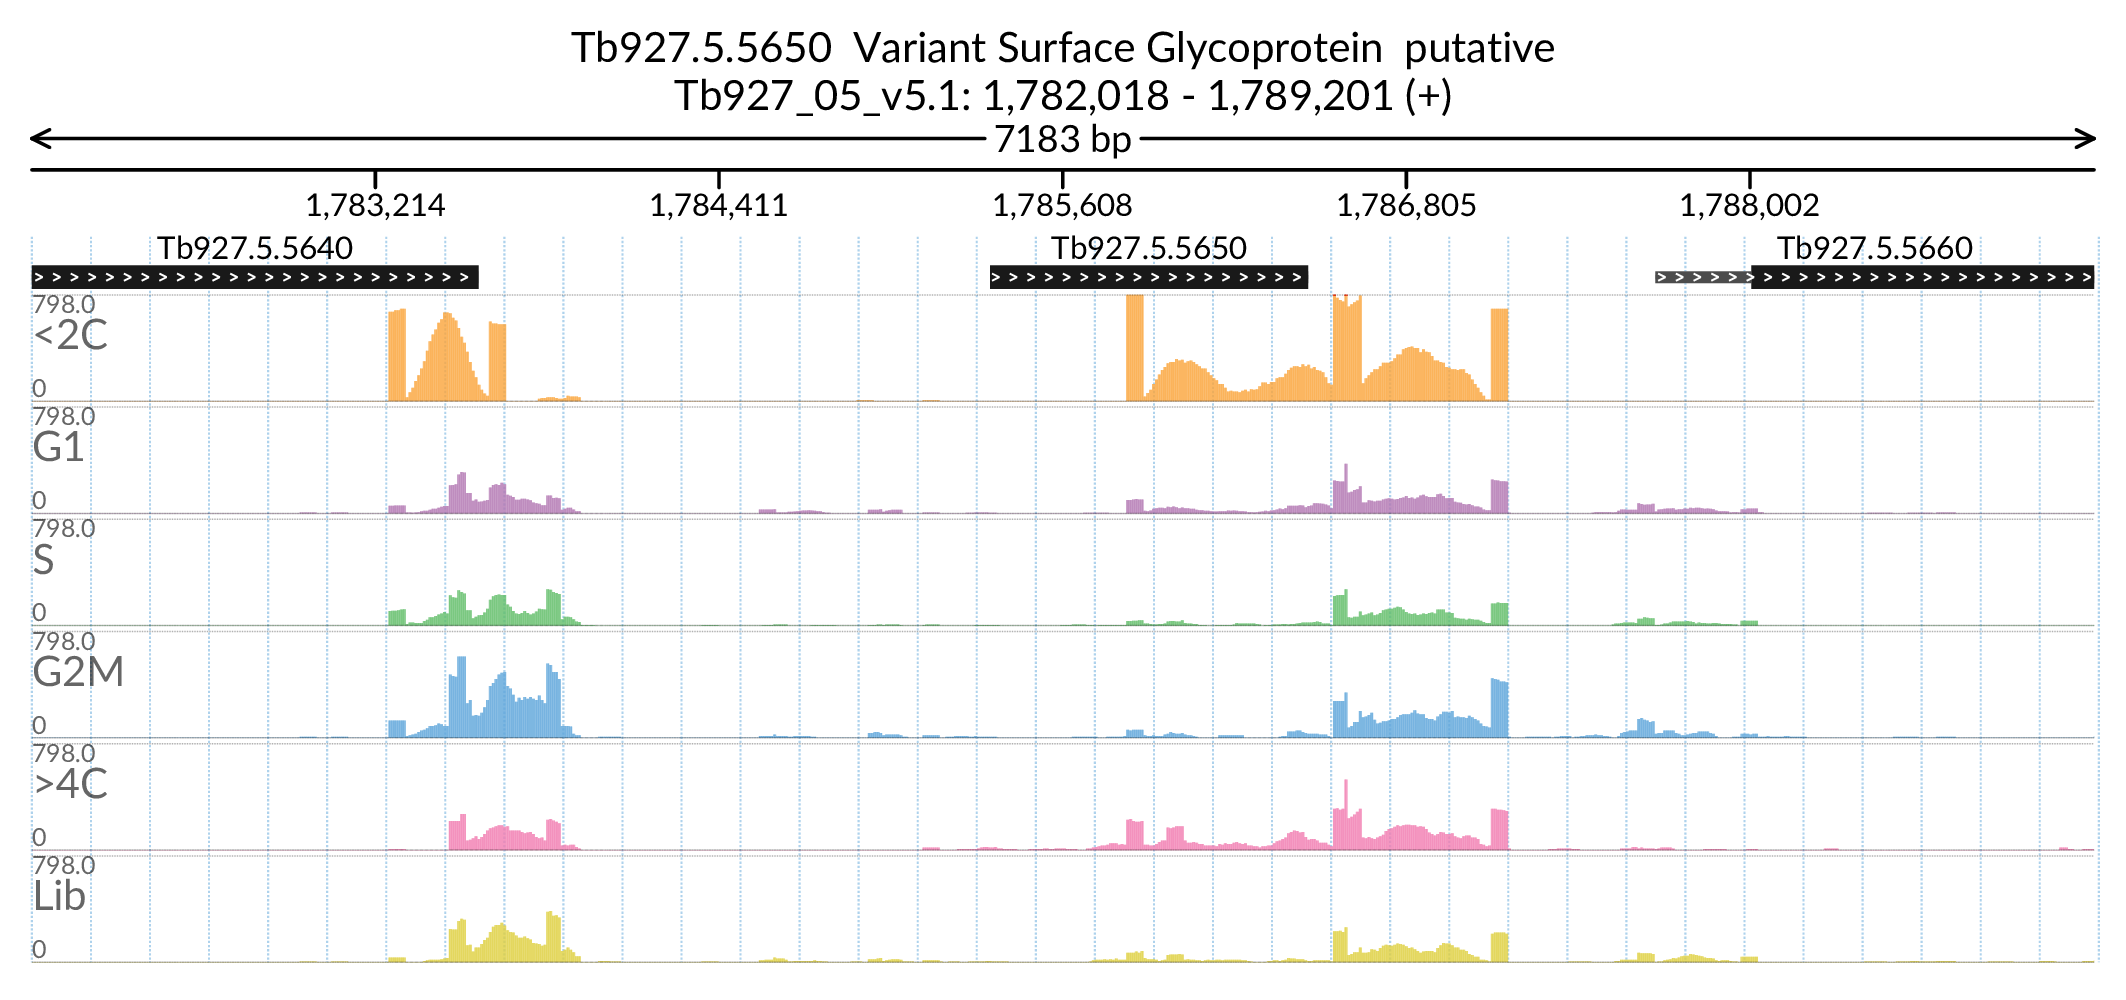 Tb927.5.5650  Variant Surface Glycoprotein  putative
Tb927_05_v5.1: 1,782,018 - 1,789,201 (+)
7183 bp
1,783,214 1,784,411 1,785,608 1,786,805 1,788,002
Tb927.5.5640 Tb927.5.5650 Tb927.5.5660
798.0
<2C
0
798.0
G1
0
798.0
S
0
798.0
G2M
0
798.0
>4C
0
798.0
Lib
0